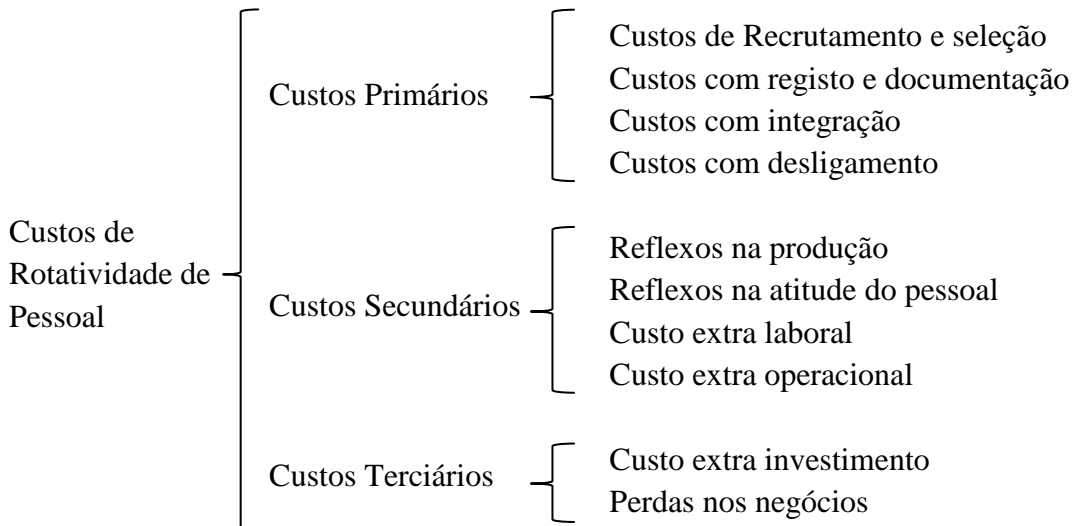 Custos de
Rotatividade de
Pessoal
Custos Primários
Custos de Recrutamento e seleção
Custos com registo e documentação
Custos com integração
Custos com desligamento
Custos Secundários
Reflexos na produção
Reflexos na atitude do pessoal
Custo extra laboral
Custo extra operacional
Custos Terciários
Custo extra investimento
Perdas nos negócios